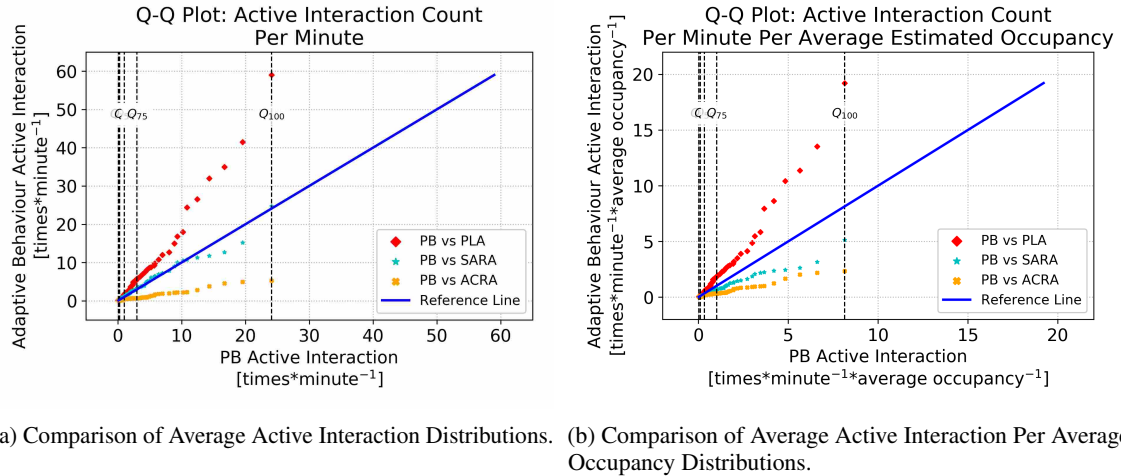 Q-Q Plot: Active Interaction Count
Per Minute
Adaptive Behaviour Active Interaction
[times*minute⁻¹]
60
50
40
30
20
10
0
Q₇₅
Q₁₀₀
PB vs PLA
PB vs SARA
PB vs ACRA
Reference Line
0 10 20 30 40 50 60
PB Active Interaction
[times*minute⁻¹]
a) Comparison of Average Active Interaction Distributions.
Q-Q Plot: Active Interaction Count
Per Minute Per Average Estimated Occupancy
Adaptive Behaviour Active Interaction
[times*minute⁻¹*average occupancy⁻¹]
20
15
10
5
0
Q₇₅
Q₁₀₀
PB vs PLA
PB vs SARA
PB vs ACRA
Reference Line
0 5 10 15 20
PB Active Interaction
[times*minute⁻¹*average occupancy⁻¹]
(b) Comparison of Average Active Interaction Per Average
Occupancy Distributions.